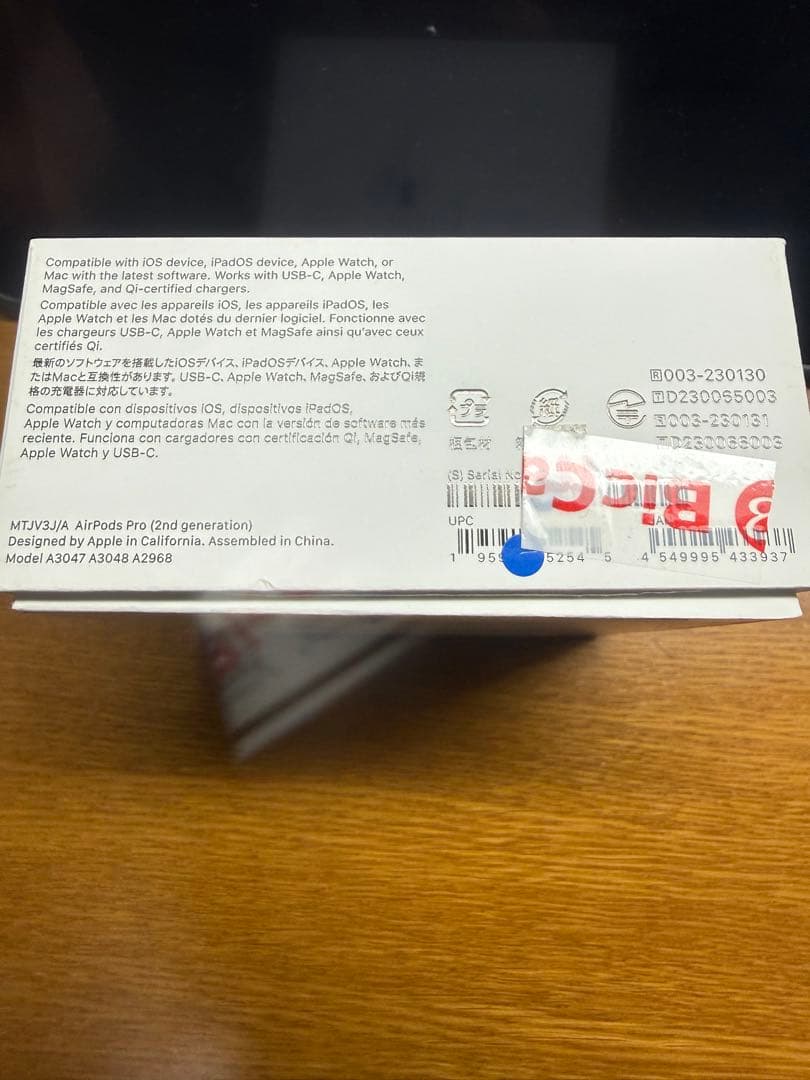 Compatible with iOS device, iPadOS device, Apple Watch, or
Mac with the latest software. Works with USB-C, Apple Watch,
MagSafe, and Qi-certified chargers.
Compatible avec les appareils iOS, les appareils iPadOS, les
Apple Watch et les Mac dotés du dernier logiciel. Fonctionne avec
les chargeurs USB-C, Apple Watch et MagSafe ainsi qu'avec ceux
certifiés Qi.
最新のソフトウェアを搭載したiOSデバイス、iPadOSデバイス、Apple Watch、ま
たはMacと互換性があります。USB-C、Apple Watch、MagSafe、およびQi規
格の充電器に対応しています。
Compatible con dispositivos iOS, dispositivos iPadOS,
Apple Watch y computadoras Mac con la versión de software más
reciente. Funciona con cargadores con certificación Qi, MagSafe,
Apple Watch y USB-C.
MTJV3J/A AirPods Pro (2nd generation)
Designed by Apple in California. Assembled in China.
Model A3047 A3048 A2968
R 003-230130
T D230065003
R 003-230131
T D230066003
プラ
紙
(S) Serial No
BicCa
UPC
1 959 5254 5
4 549995 433937